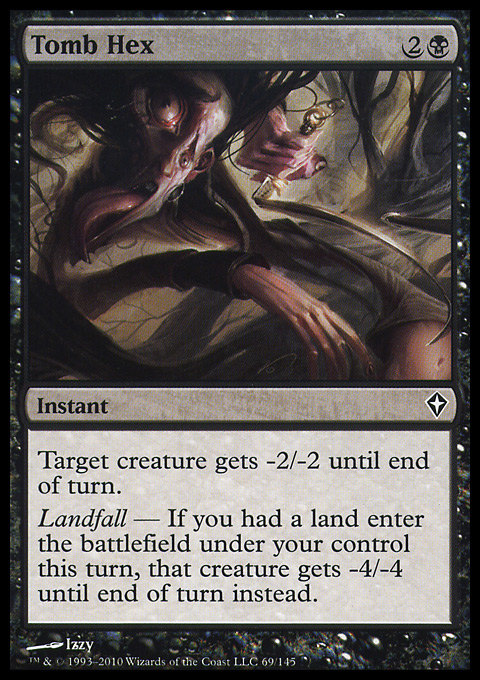 Tomb Hex 2
Instant
Target creature gets -2/-2 until end
of turn.
Landfall — If you had a land enter
the battlefield under your control
this turn, that creature gets -4/-4
until end of turn instead.
Izzy
™ & © 1993–2010 Wizards of the Coast LLC 69/145